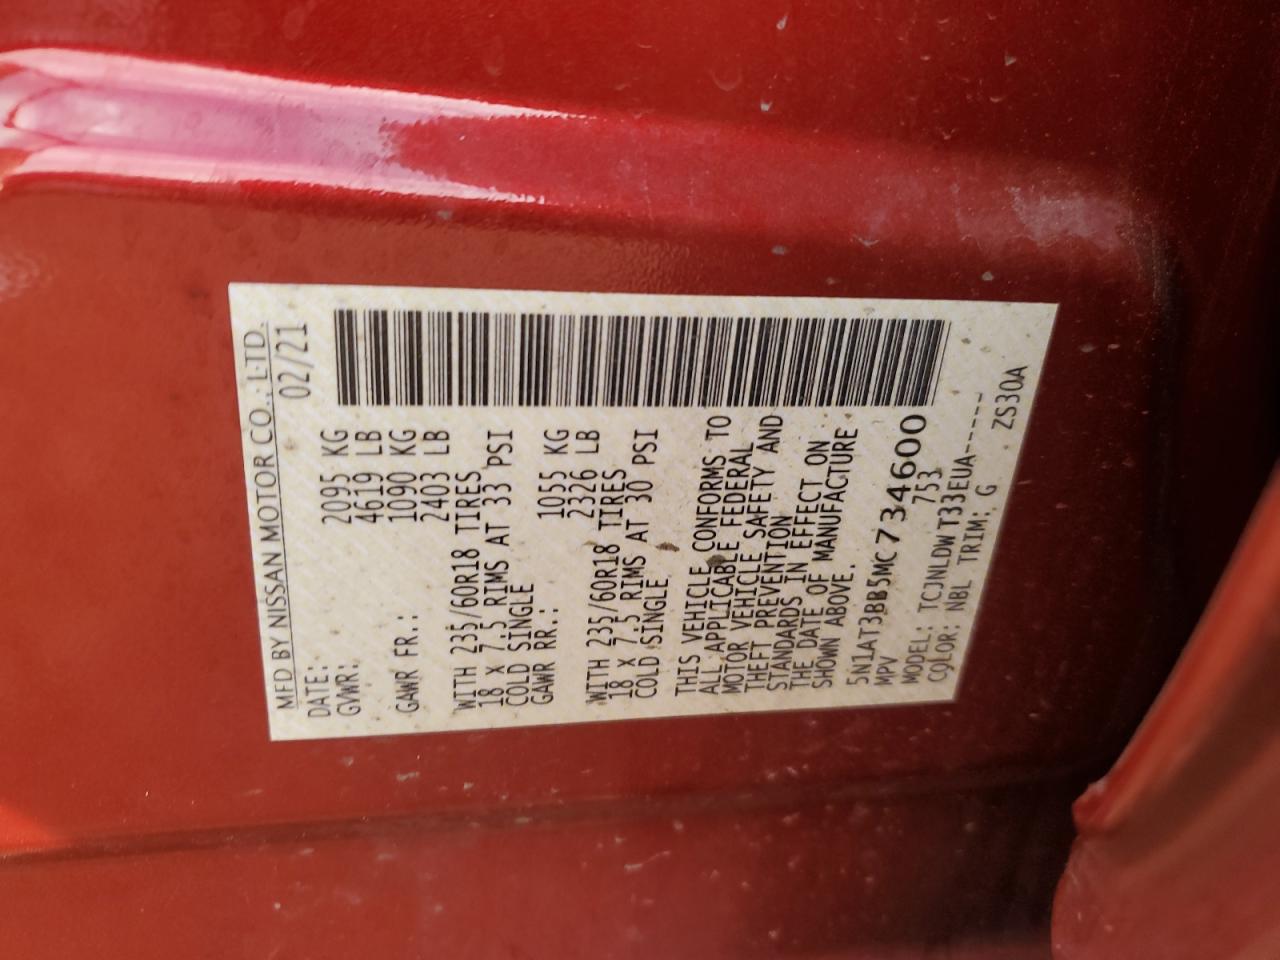 MFD BY NISSAN MOTOR CO., LTD.
DATE: 02/21
GVWR: 2095 KG
4619 LB
GAWR FR.: 1090 KG
2403 LB
WITH 235/60R18 TIRES
18 X 7.5 RIMS AT 33 PSI
COLD SINGLE
GAWR RR.: 1055 KG
2326 LB
WITH 235/60R18 TIRES
18 X 7.5 RIMS AT 30 PSI
COLD SINGLE
THIS VEHICLE CONFORMS TO
ALL APPLICABLE FEDERAL
MOTOR VEHICLE SAFETY AND
THEFT PREVENTION
STANDARDS IN EFFECT ON
THE DATE OF MANUFACTURE
SHOWN ABOVE.
5N1AT3BB5MC734600
MPV 753
MODEL: TCJNLDWT33EUA-----
COLOR: NBL TRIM: G ZS30A